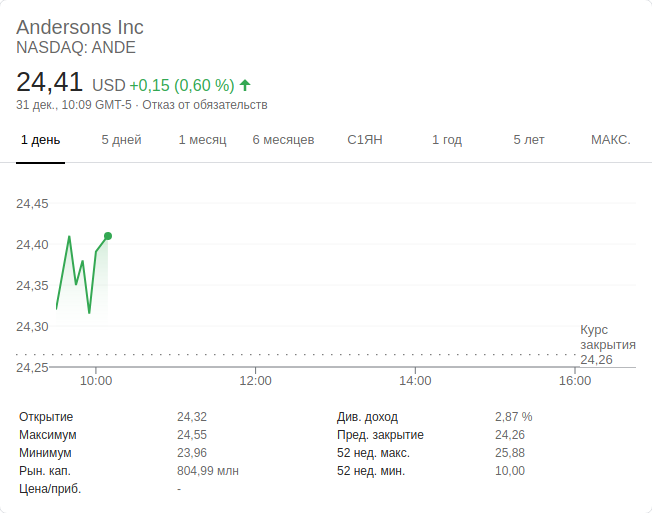 Andersons Inc
NASDAQ: ANDE
24,41 USD +0,15 (0,60 %)
31 дек., 10:09 GMT-5 · Отказ от обязательств
1 день 5 дней 1 месяц 6 месяцев С1ЯН 1 год 5 лет МАКС.
24,45
24,40
24,35
24,30
24,25
Курс
закрытия
24,26
10:00 12:00 14:00 16:00
Открытие 24,32 Див. доход 2,87 %
Максимум 24,55 Пред. закрытие 24,26
Минимум 23,96 52 нед. макс. 25,88
Рын. кап. 804,99 млн 52 нед. мин. 10,00
Цена/приб. -